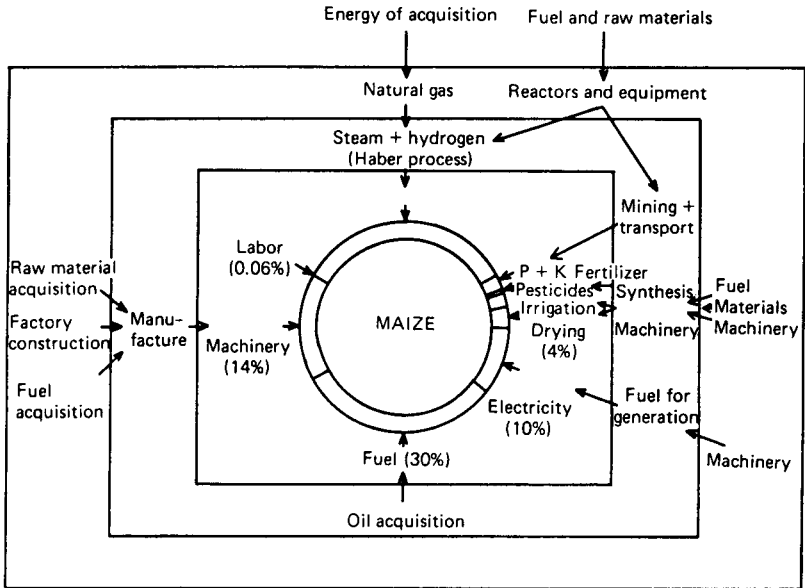 Energy of acquisition
Fuel and raw materials
Natural gas
Reactors and equipment
Steam + hydrogen
(Haber process)
Mining +
transport
Labor
(0.06%)
P + K Fertilizer
Raw material
acquisition
Pesticides
Synthesis
Fuel
Irrigation
Materials
Factory
construction
Manu-
facture
Machinery
(14%)
MAIZE
Drying
(4%)
Machinery
Machinery
Fuel
acquisition
Electricity
(10%)
Fuel for
generation
Fuel (30%)
Machinery
Oil acquisition